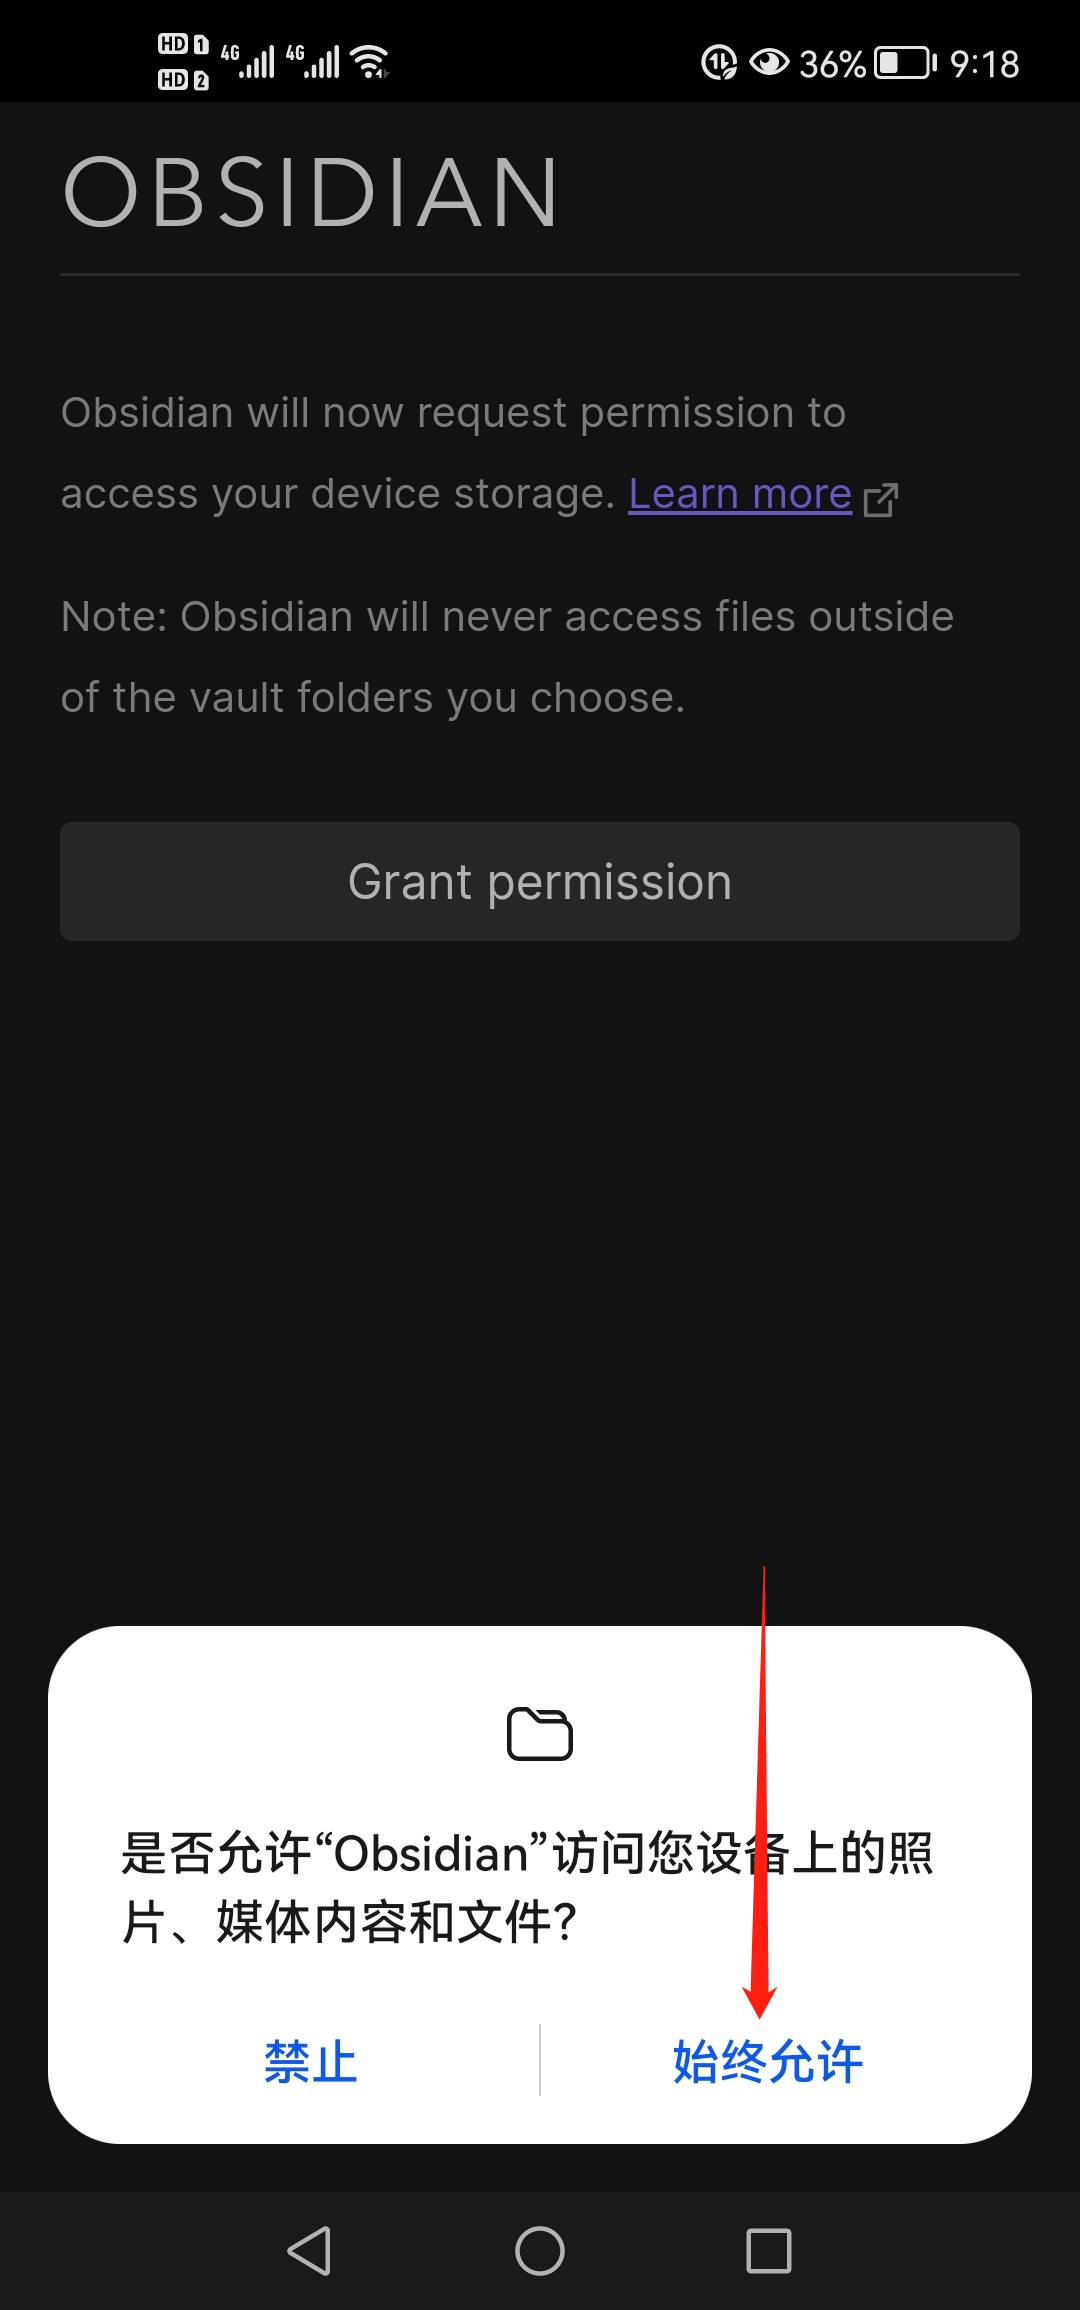 HD 1 4G 4G 36% 9:18
HD 2
OBSIDIAN
Obsidian will now request permission to
access your device storage. Learn more
Note: Obsidian will never access files outside
of the vault folders you choose.
Grant permission
是否允许“Obsidian”访问您设备上的照
片、媒体内容和文件?
禁止
始终允许